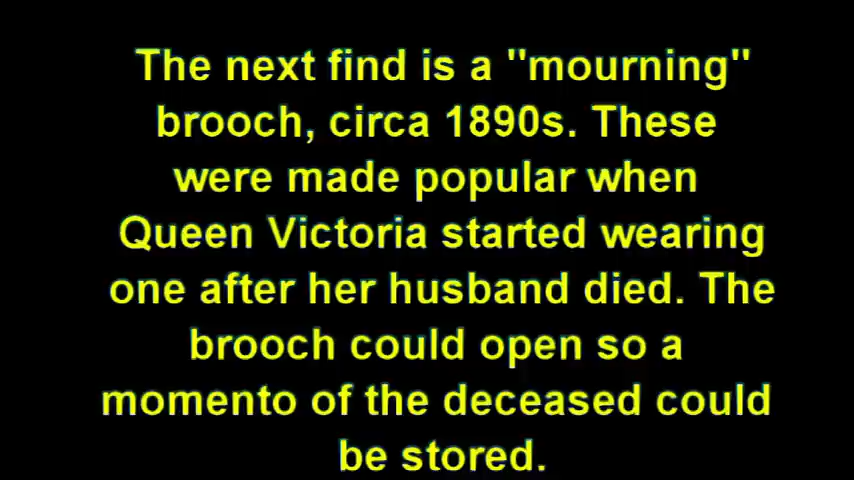 The next find is a "mourning"
brooch, circa 1890s. These
were made popular when
Queen Victoria started wearing
one after her husband died. The
brooch could open so a
momento of the deceased could
be stored.